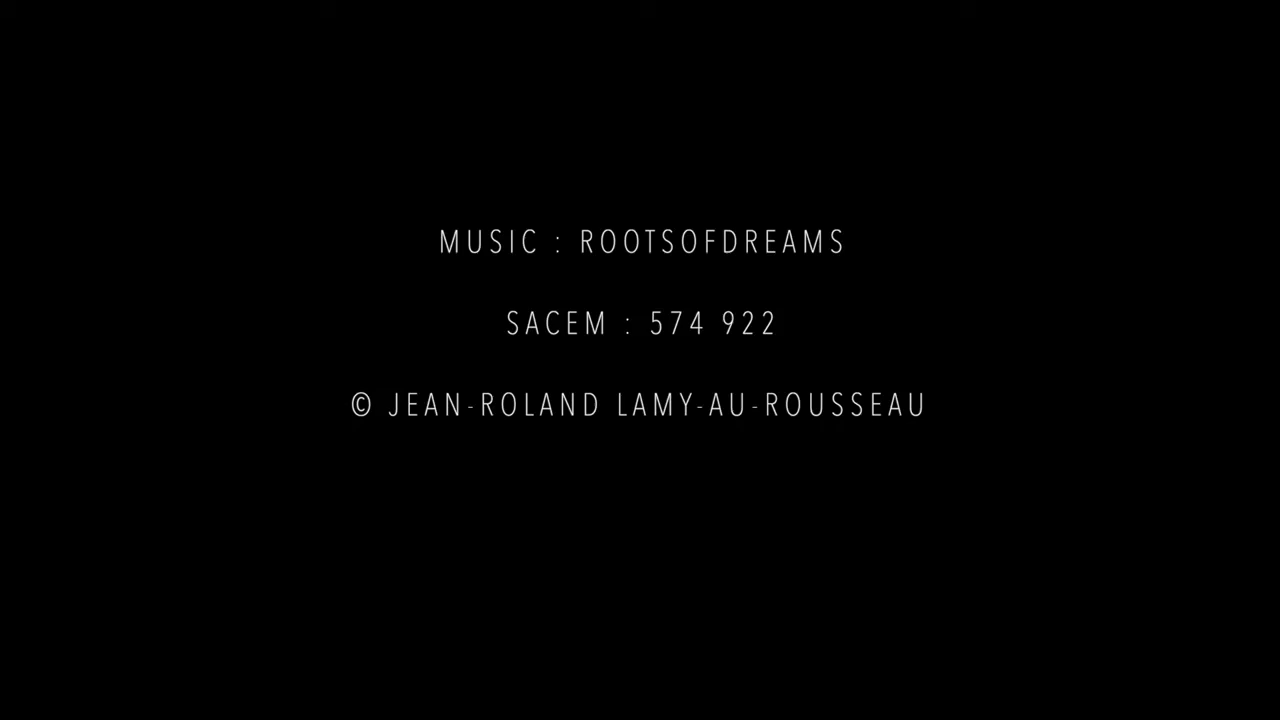 MUSIC : ROOTSOFDREAMS
SACEM : 574 922
© JEAN-ROLAND LAMY-AU-ROUSSEAU